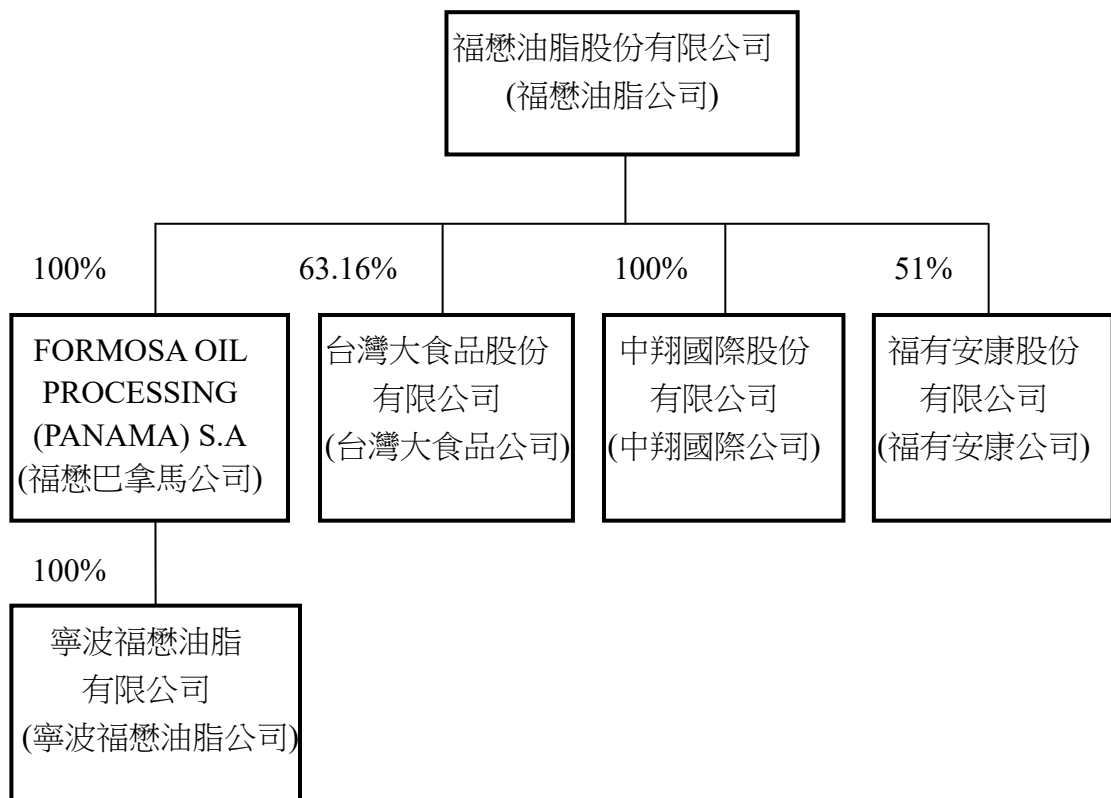 福懋油脂股份有限公司
(福懋油脂公司)
100%
63.16%
100%
51%
FORMOSA OIL
PROCESSING
(PANAMA) S.A
(福懋巴拿馬公司)
台灣大食品股份
有限公司
(台灣大食品公司)
中翔國際股份
有限公司
(中翔國際公司)
福有安康股份
有限公司
(福有安康公司)
100%
寧波福懋油脂
有限公司
(寧波福懋油脂公司)